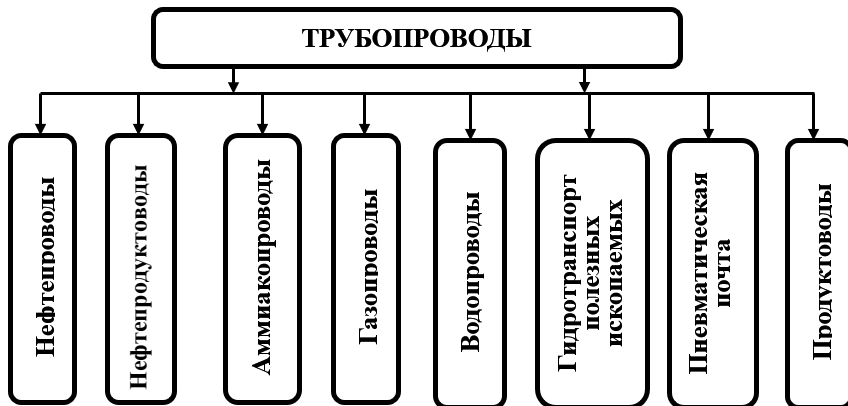 ТРУБОПРОВОДЫ
Нефтепроводы
Нефтепродуктоводы
Аммиакопроводы
Газопроводы
Водопроводы
Гидротранспорт
полезных
ископаемых
Пневматическая
почта
Продуктоводы